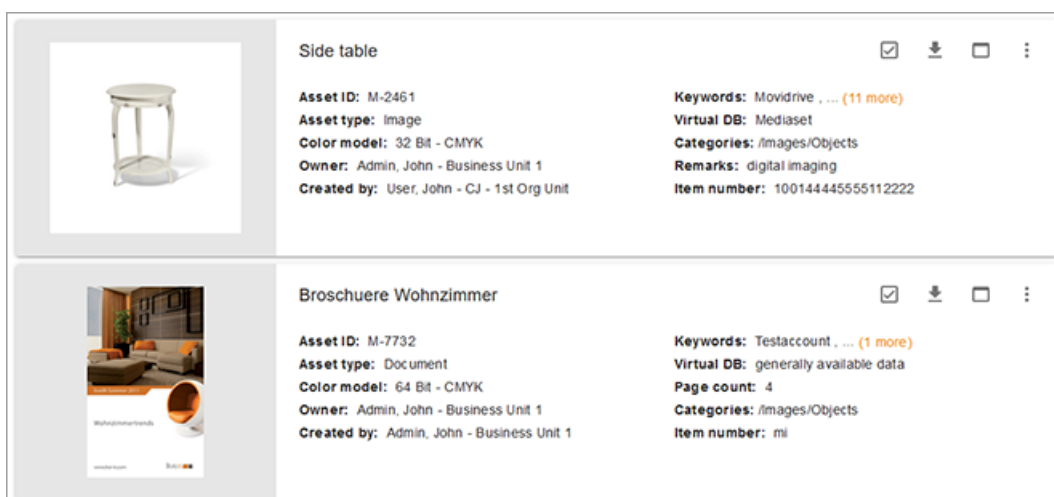 Side table
Asset ID: M-2461
Asset type: Image
Color model: 32 Bit - CMYK
Owner: Admin, John - Business Unit 1
Created by: User, John - CJ - 1st Org Unit
Keywords: Movidrive , ... (11 more)
Virtual DB: Mediaset
Categories: /Images/Objects
Remarks: digital imaging
Item number: 100144445555112222
Broschuere Wohnzimmer
Asset ID: M-7732
Asset type: Document
Color model: 64 Bit - CMYK
Owner: Admin, John - Business Unit 1
Created by: Admin, John - Business Unit 1
Keywords: Testaccount , ... (1 more)
Virtual DB: generally available data
Page count: 4
Categories: /Images/Objects
Item number: mi
Wohnzimmertrends